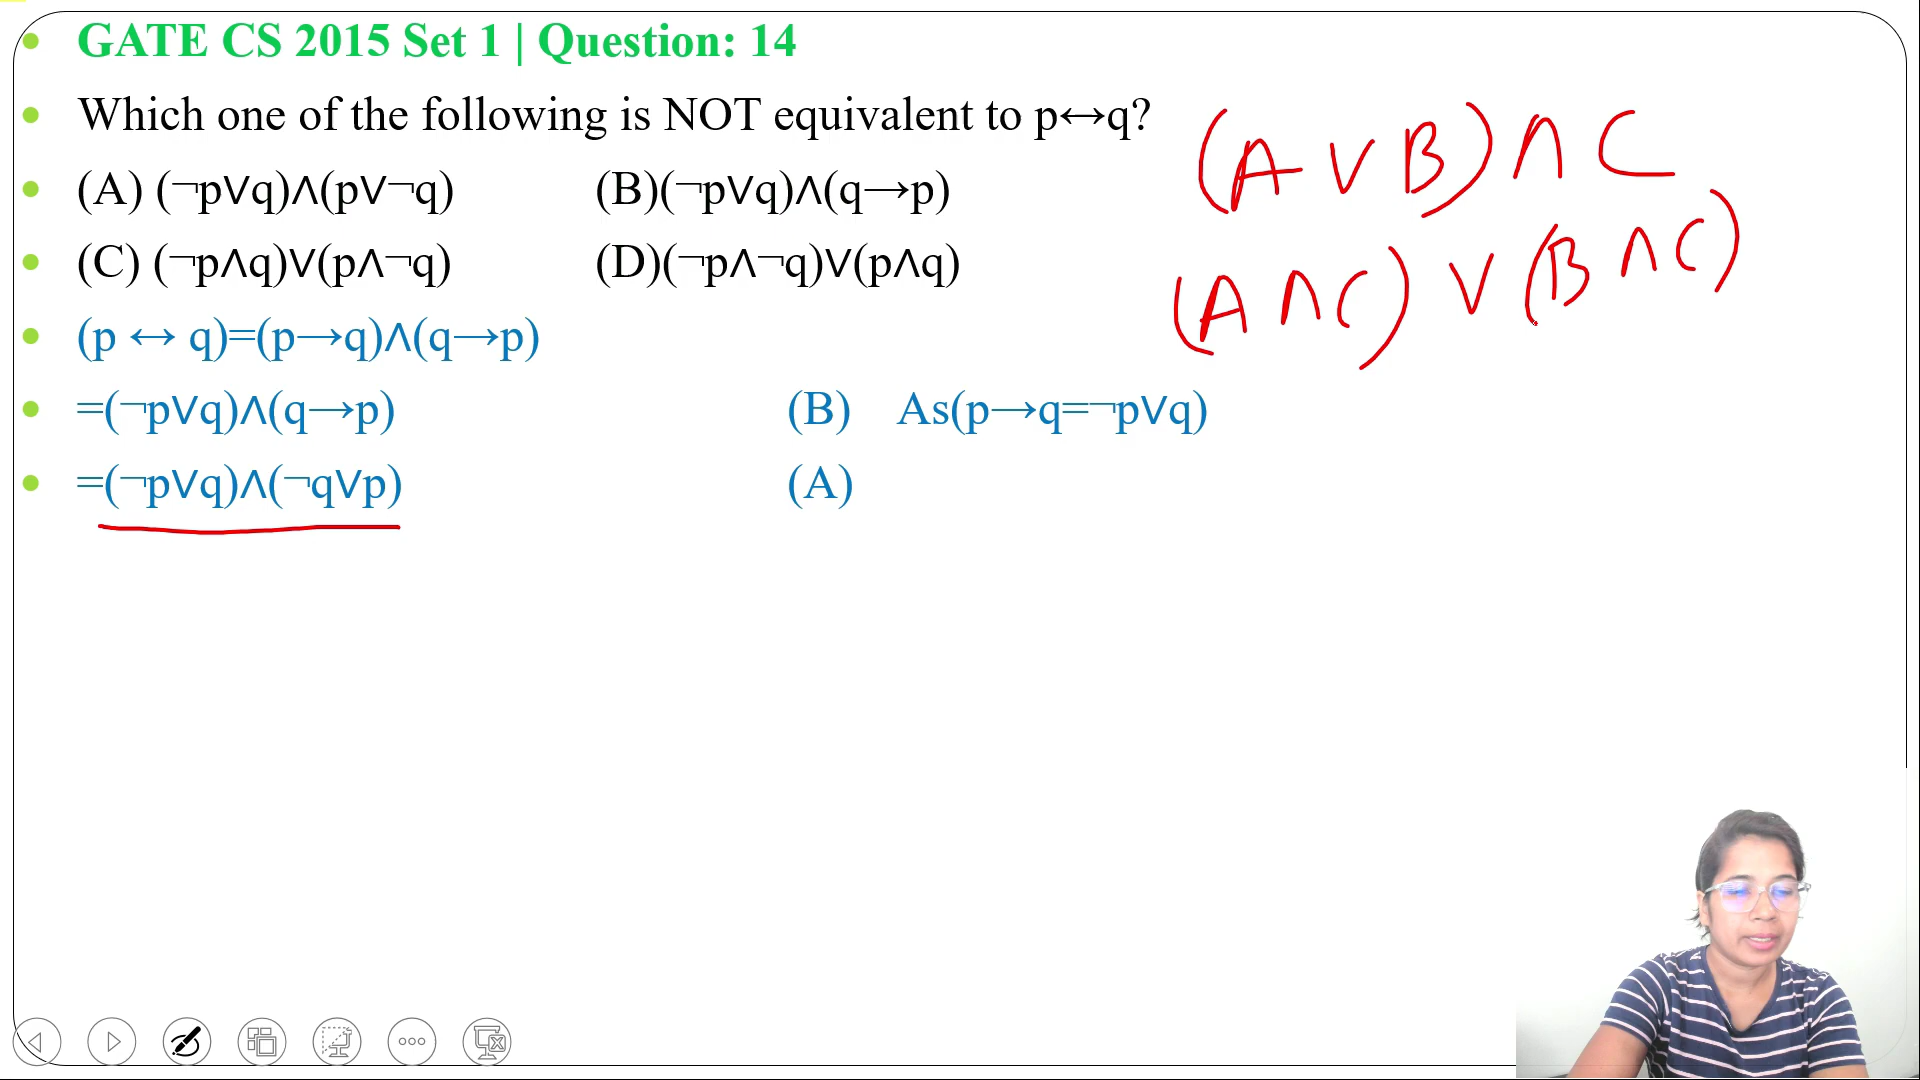 GATE CS 2015 Set 1 | Question: 14
Which one of the following is NOT equivalent to p↔q?
(A) (¬p∨q)∧(p∨¬q) (B)(¬p∨q)∧(q→p)
(C) (¬p∧q)∨(p∧¬q) (D)(¬p∧¬q)∨(p∧q)
(p ↔ q)=(p→q)∧(q→p)
=(¬p∨q)∧(q→p) (B) As(p→q=¬p∨q)
=(¬p∨q)∧(¬q∨p) (A)
(A ∨ B) ∧ C
(A ∧ C) ∨ (B ∧ C)